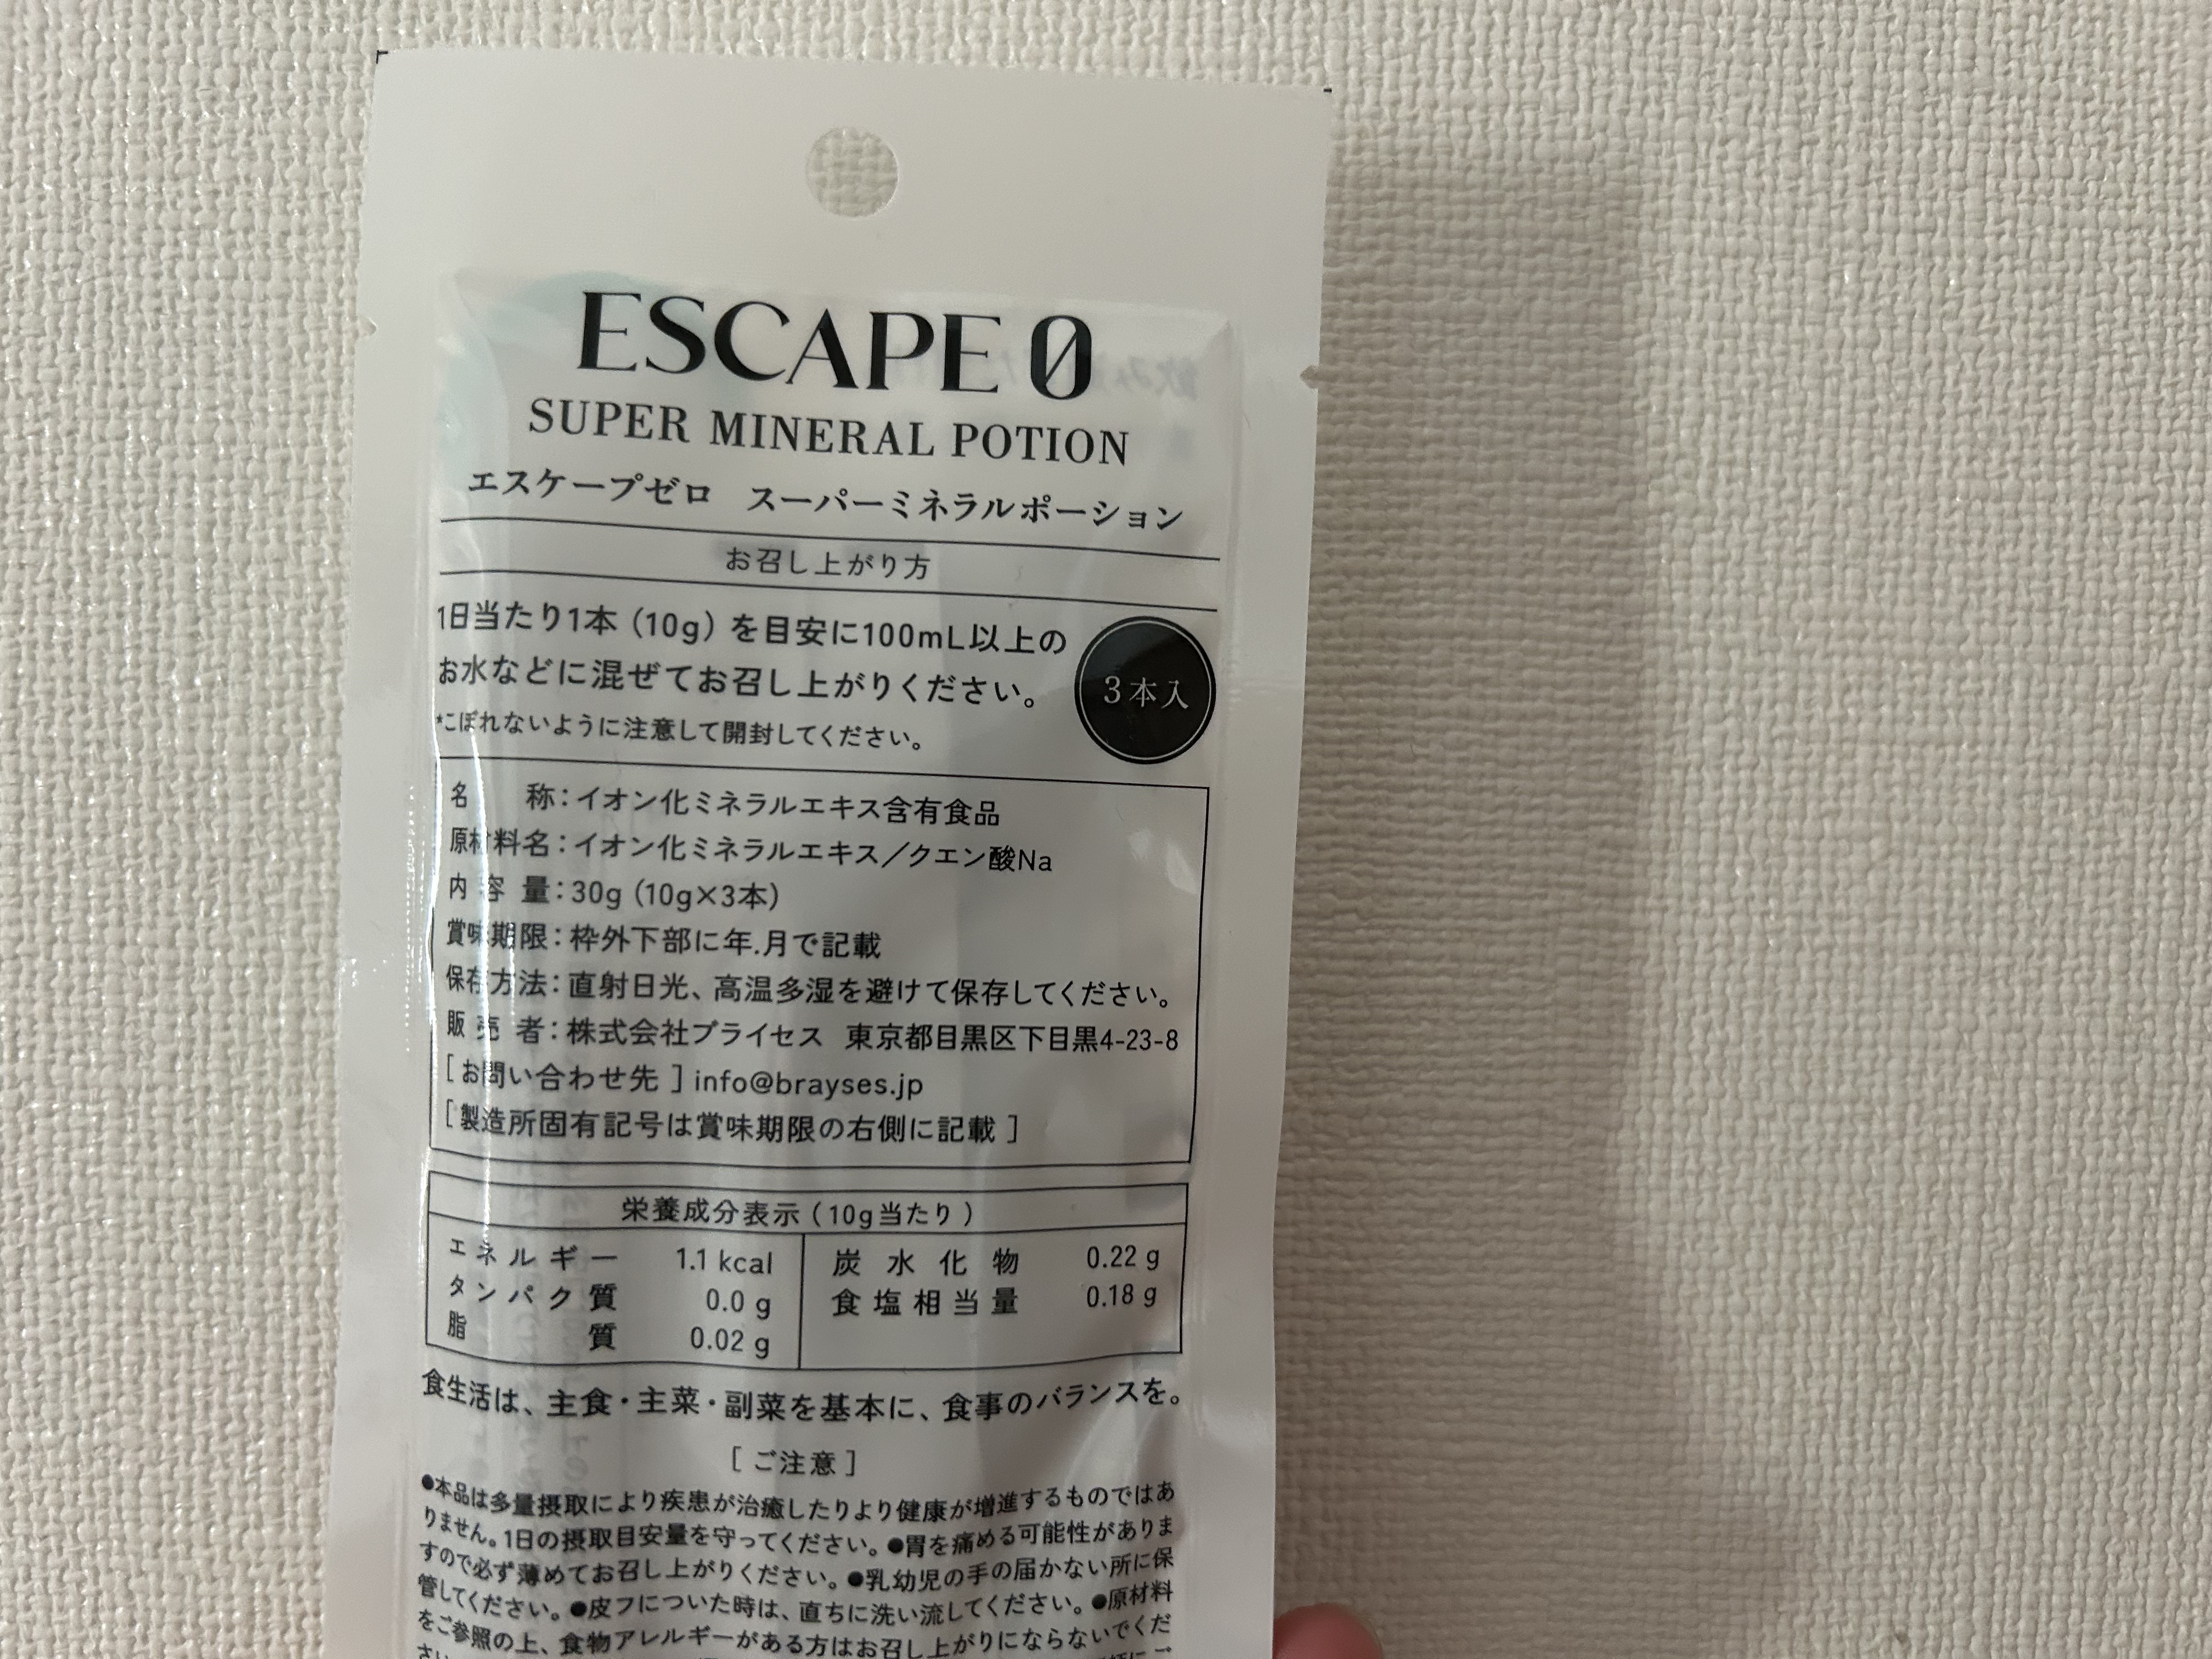 ESCAPE 0
SUPER MINERAL POTION
エスケープゼロ スーパーミネラルポーション
お召し上がり方
1日当たり1本（10g）を目安に100mL以上の
お水などに混ぜてお召し上がりください。
*こぼれないように注意して開封してください。
3本入
名称：イオン化ミネラルエキス含有食品
原材料名：イオン化ミネラルエキス／クエン酸Na
内容量：30g（10g×3本）
賞味期限：枠外下部に年.月で記載
保存方法：直射日光、高温多湿を避けて保存してください。
販売者：株式会社ブライセス 東京都目黒区下目黒4-23-8
［お問い合わせ先］info@brayses.jp
［製造所固有記号は賞味期限の右側に記載］
栄養成分表示（10g当たり）
エネルギー 1.1 kcal 炭水化物 0.22 g
タンパク質 0.0 g 食塩相当量 0.18 g
脂質 0.02 g
食生活は、主食・主菜・副菜を基本に、食事のバランスを。
［ご注意］
●本品は多量摂取により疾患が治癒したりより健康が増進するものではあ
りません。1日の摂取目安量を守ってください。●胃を痛める可能性がありま
すので必ず薄めてお召し上がりください。●乳幼児の手の届かない所に保
管してください。●皮フについた時は、直ちに洗い流してください。●原材料
をご参照の上、食物アレルギーがある方はお召し上がりにならないでくだ